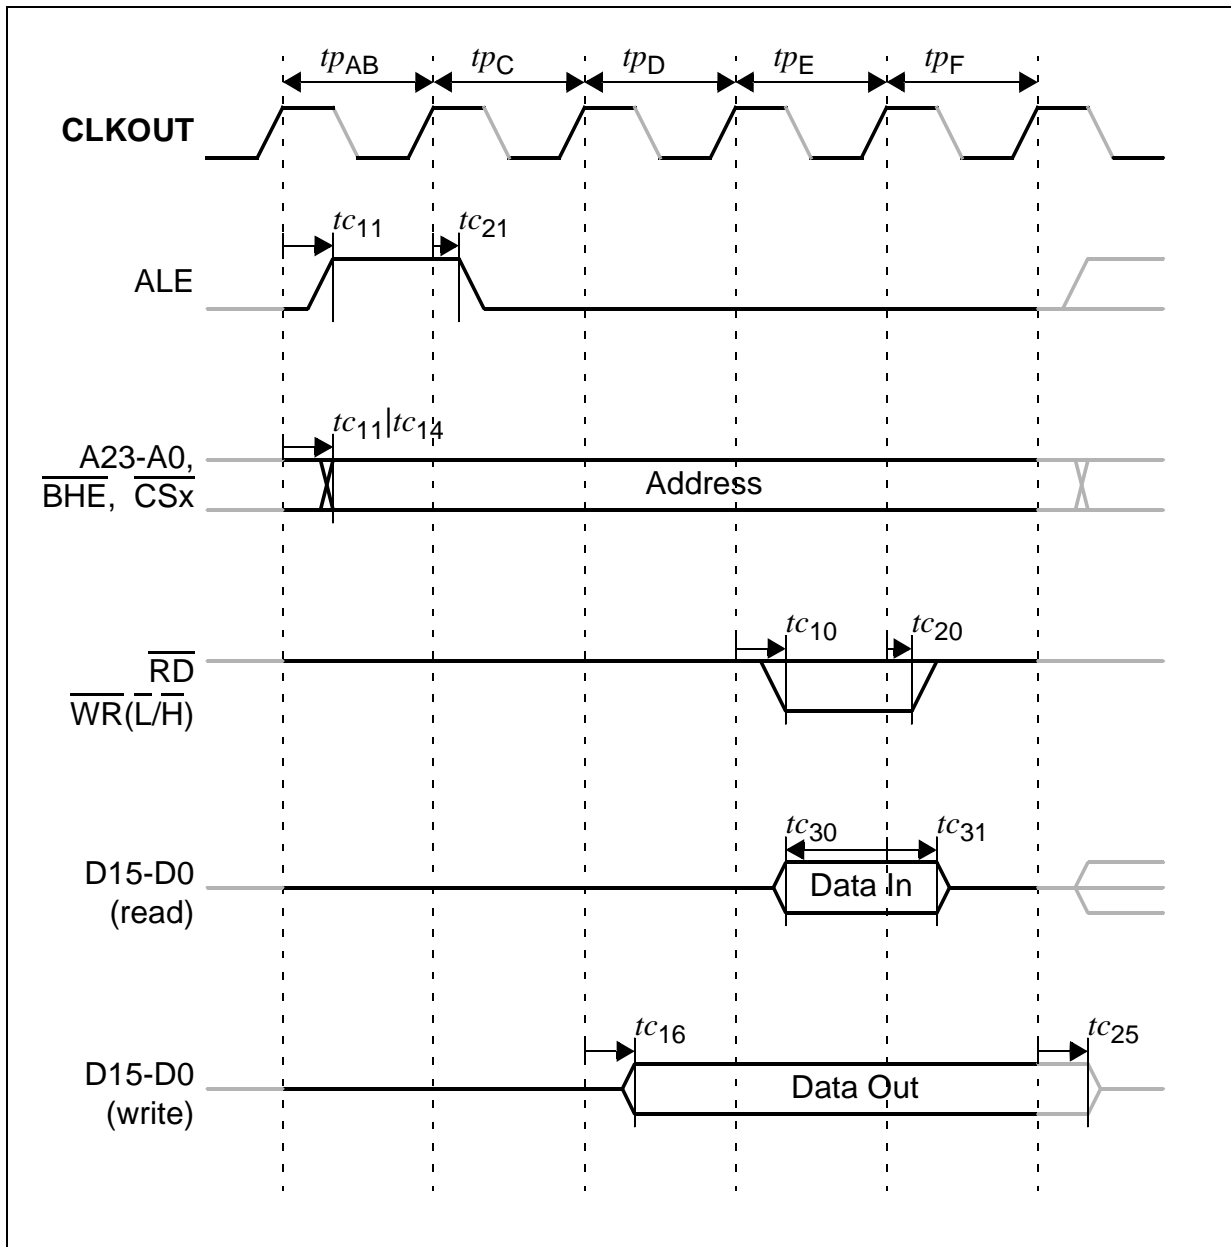 tpAB tpC tpD tpE tpF
CLKOUT
tc11 tc21
ALE
tc11|tc14
A23-A0,
BHE, CSx
Address
tc10 tc20
RD
WR(L/H)
tc30 tc31
D15-D0
(read)
Data In
tc16 tc25
D15-D0
(write)
Data Out